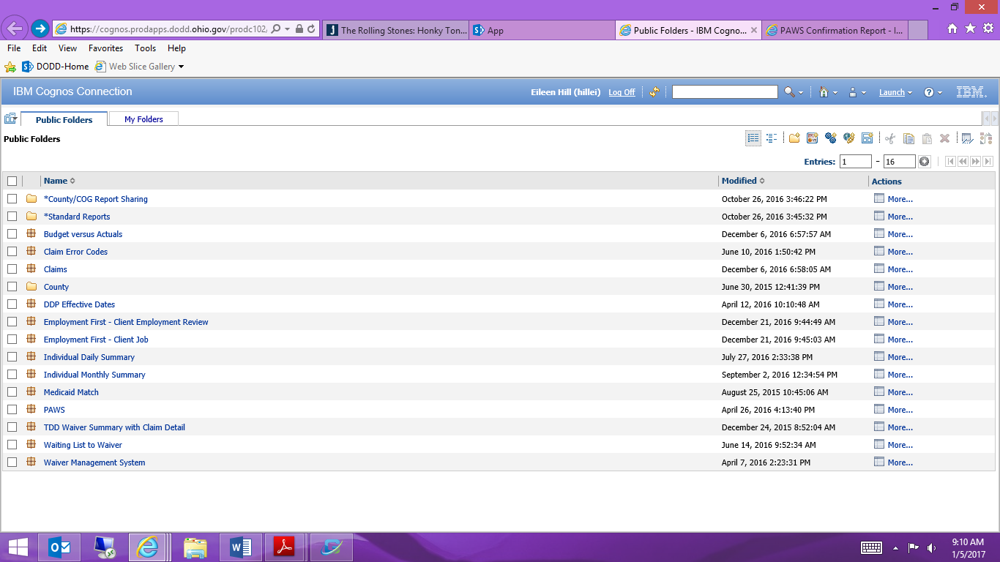 https://cognos.prodapps.dodd.ohio.gov/prodc102, The Rolling Stones: Honky Ton... App Public Folders - IBM Cogno... PAWS Confirmation Report - I...
File Edit View Favorites Tools Help
DODD-Home Web Slice Gallery
IBM Cognos Connection Eileen Hill (hillei) Log Off Launch IBM.
Public Folders My Folders
Public Folders
Entries: 1 - 16
Name Modified Actions
*County/COG Report Sharing October 26, 2016 3:46:22 PM More...
*Standard Reports October 26, 2016 3:45:32 PM More...
Budget versus Actuals December 6, 2016 6:57:57 AM More...
Claim Error Codes June 10, 2016 1:50:42 PM More...
Claims December 6, 2016 6:58:05 AM More...
County June 30, 2015 12:41:39 PM More...
DDP Effective Dates April 12, 2016 10:10:48 AM More...
Employment First - Client Employment Review December 21, 2016 9:44:49 AM More...
Employment First - Client Job December 21, 2016 9:45:03 AM More...
Individual Daily Summary July 27, 2016 2:33:38 PM More...
Individual Monthly Summary September 2, 2016 12:34:54 PM More...
Medicaid Match August 25, 2015 10:45:06 AM More...
PAWS April 26, 2016 4:13:40 PM More...
TDD Waiver Summary with Claim Detail December 24, 2015 8:52:04 AM More...
Waiting List to Waiver June 14, 2016 9:52:34 AM More...
Waiver Management System April 7, 2016 2:23:31 PM More...
9:10 AM
1/5/2017